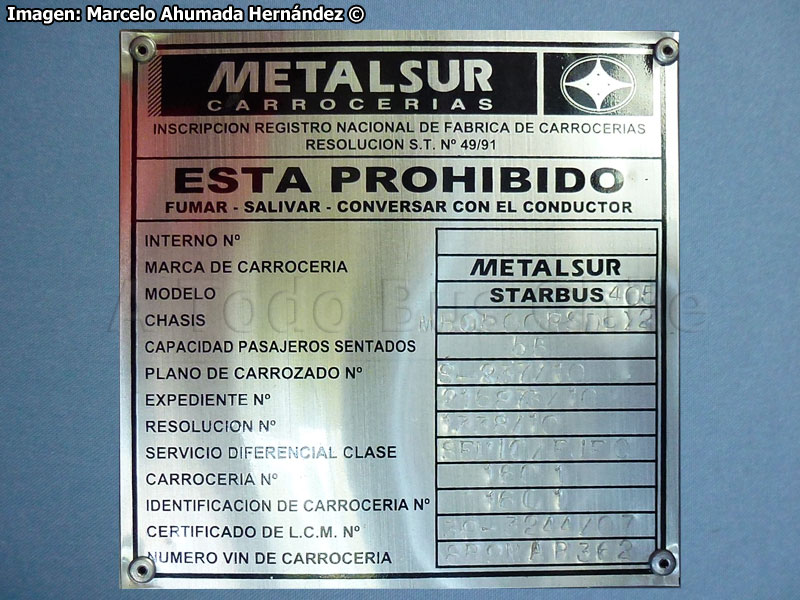 Imagen: Marcelo Ahumada Hernández ©
METALSUR
CARROCERIAS
INSCRIPCION REGISTRO NACIONAL DE FABRICA DE CARROCERIAS
RESOLUCION S.T. Nº 49/91
ESTA PROHIBIDO
FUMAR - SALIVAR - CONVERSAR CON EL CONDUCTOR
INTERNO Nº
MARCA DE CARROCERIA METALSUR
MODELO STARBUS 405
CHASIS
CAPACIDAD PASAJEROS SENTADOS
PLANO DE CARROZADO Nº
EXPEDIENTE Nº
RESOLUCION Nº
SERVICIO DIFERENCIAL CLASE
CARROCERIA Nº
IDENTIFICACION DE CARROCERIA Nº
CERTIFICADO DE L.C.M. Nº
NUMERO VIN DE CARROCERIA